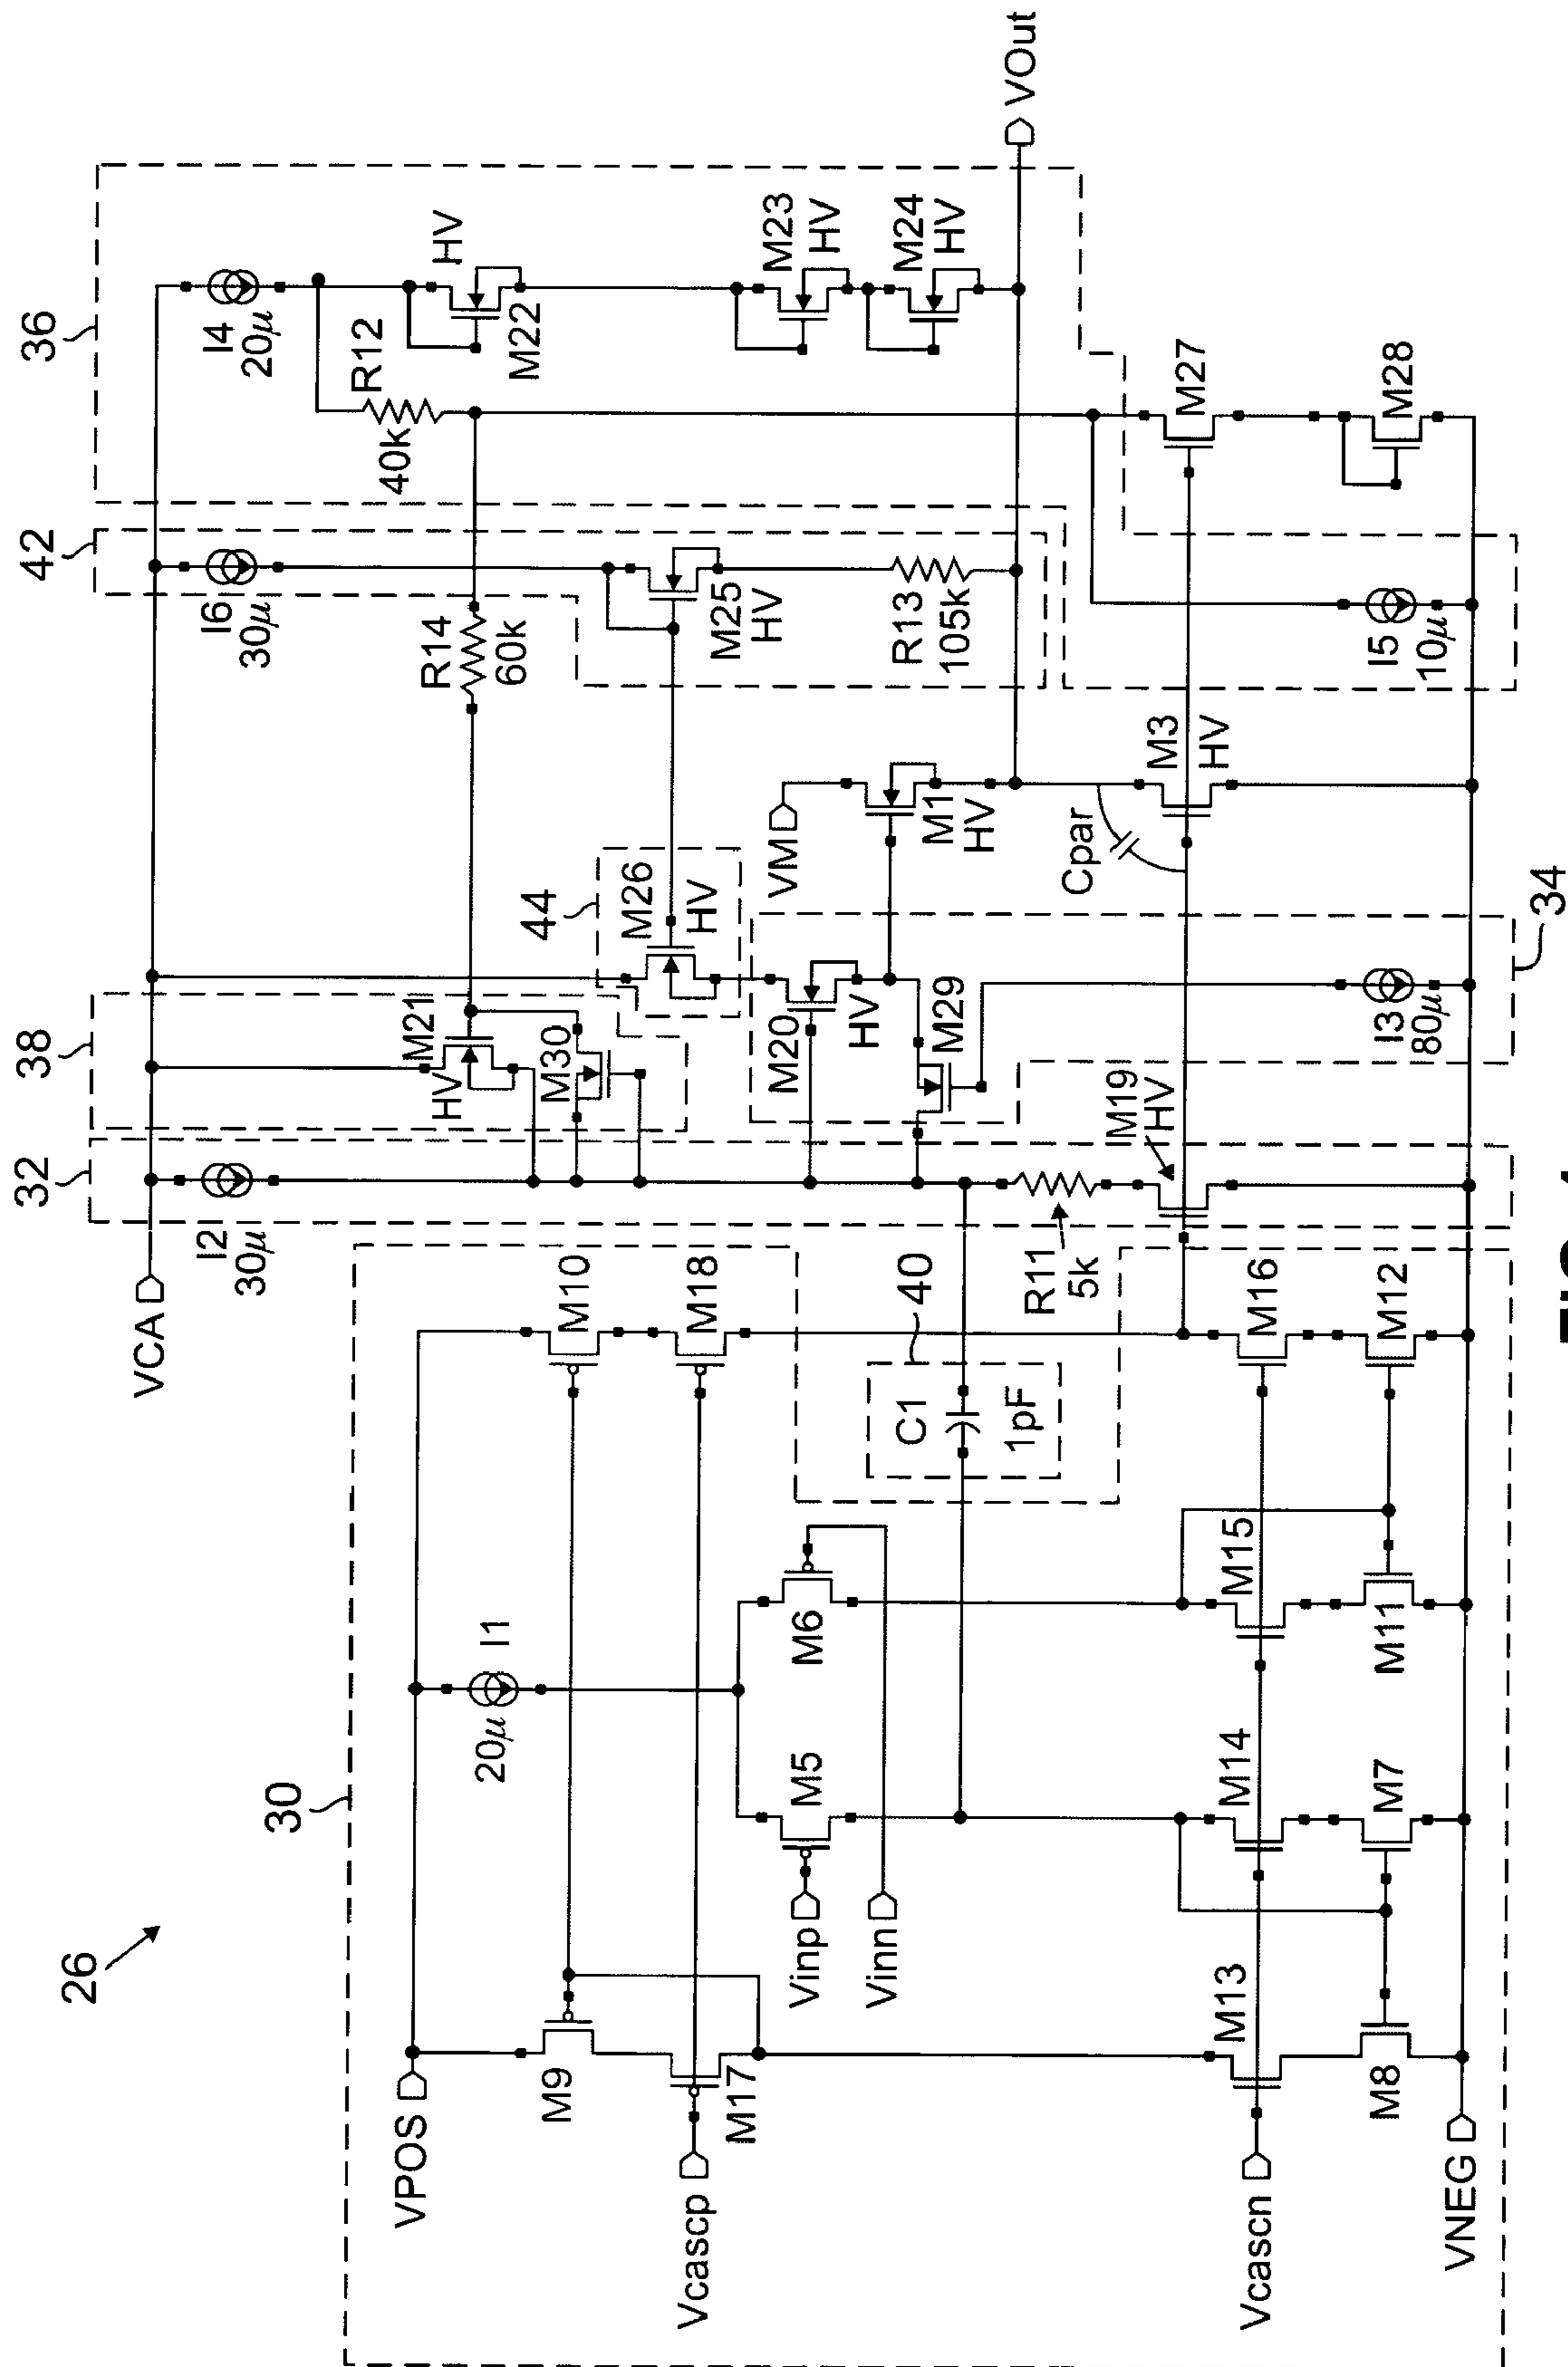 26
30
32
38
44
42
36
VCA
I2
30µ
M21
HV
M30
M26
HV
R14
60k
I6
30µ
I4
20µ
R12
40k
HV
M22
M23
HV
M24
HV
VOut
M25
HV
R13
105k
VM
M1
HV
M20
HV
M29
Cpar
M3
HV
M27
M28
I5
10µ
I3
80µ
34
M19
HV
R11
5k
40
C1
1pF
VPOS
M9
M10
M17
M18
Vcascp
I1
20µ
M5
M6
Vinp
Vinn
M13
M14
M15
M16
Vcascn
M8
M7
M11
M12
VNEG